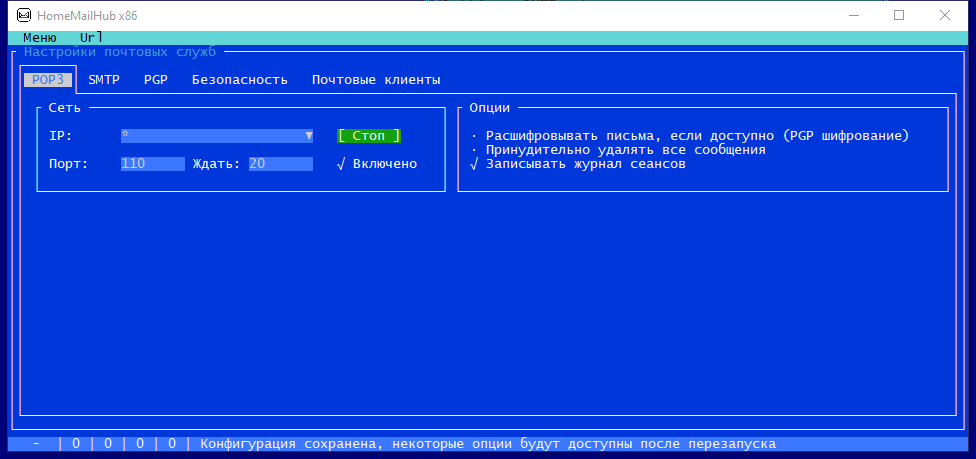 HomeMailHub x86
Меню Url
Настройки почтовых служб
POP3 SMTP PGP Безопасность Почтовые клиенты
Сеть
IP: * ▼ [ Стоп ]
Порт: 110 Ждать: 20 √ Включено
Опции
· Расшифровывать письма, если доступно (PGP шифрование)
· Принудительно удалять все сообщения
√ Записывать журнал сеансов
- | 0 | 0 | 0 | 0 | Конфигурация сохранена, некоторые опции будут доступны после перезапуска